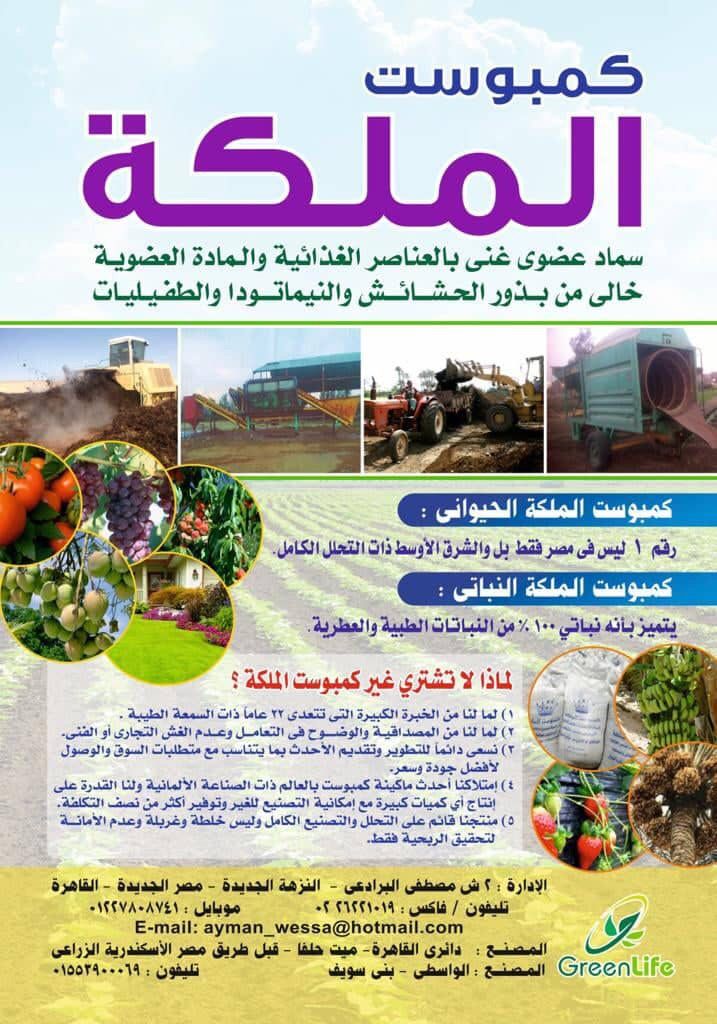 كمبوست
الملكة
سماد عضوى غنى بالعناصر الغذائية والمادة العضوية
خالى من بذور الحشائش والنيماتودا والطفيليات
كمبوست الملكة الحيوانى :
رقم ١ ليس فى مصر فقط بل والشرق الأوسط ذات التحلل الكامل.
كمبوست الملكة النباتى :
يتميز بأنه نباتي ١٠٠ ٪ من النباتات الطبية والعطرية.
لماذا لا تشتري غير كمبوست الملكة ؟
١) لما لنا من الخبرة الكبيرة التى تتعدى ٢٢ عاماً ذات السمعة الطيبة .
٢) لما لنا من المصداقية والوضوح فى التعامل وعدم الغش التجارى أو الفنى.
٣) نسعى دائماً للتطوير وتقديم الأحدث بما يتناسب مع متطلبات السوق والوصول
لأفضل جودة وسعر.
٤) إمتلاكنا أحدث ماكينة كمبوست بالعالم ذات الصناعة الألمانية ولنا القدرة على
إنتاج أي كميات كبيرة مع إمكانية التصنيع للغير وتوفير أكثر من نصف التكلفة.
٥) منتجنا قائم على التحلل والتصنيع الكامل وليس خلطة وغربلة وعدم الأمانة
لتحقيق الربحية فقط.
الإدارة : ٢ ش مصطفى البرادعى - النزهة الجديدة - مصر الجديدة - القاهرة
تليفون / فاكس : ٢٦٢٢١٠١٩ ٠٢ موبايل : ٠١٢٢٧٨٠٨٧٤١
E-mail: ayman_wessa@hotmail.com
المصنع : دائرى القاهرة- ميت حلفا - قبل طريق مصر الأسكندرية الزراعى
المصنع : الواسطى - بنى سويف تليفون : ٠١٥٥٣٩٠٠٠٦٩
GreenLife